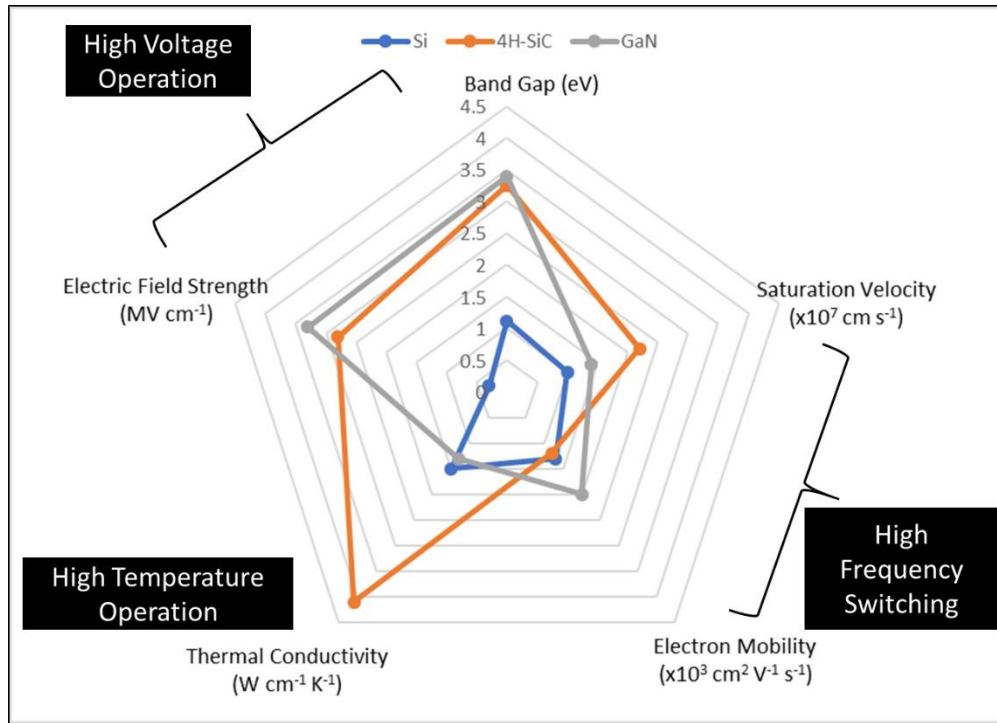 High Voltage
Operation
Si 4H-SiC GaN
Band Gap (eV)
4.5
4
3.5
3
2.5
2
1.5
1
0.5
0
Electric Field Strength
(MV cm⁻¹)
Saturation Velocity
(x10⁷ cm s⁻¹)
High Temperature
Operation
High
Frequency
Switching
Thermal Conductivity
(W cm⁻¹ K⁻¹)
Electron Mobility
(x10³ cm² V⁻¹ s⁻¹)